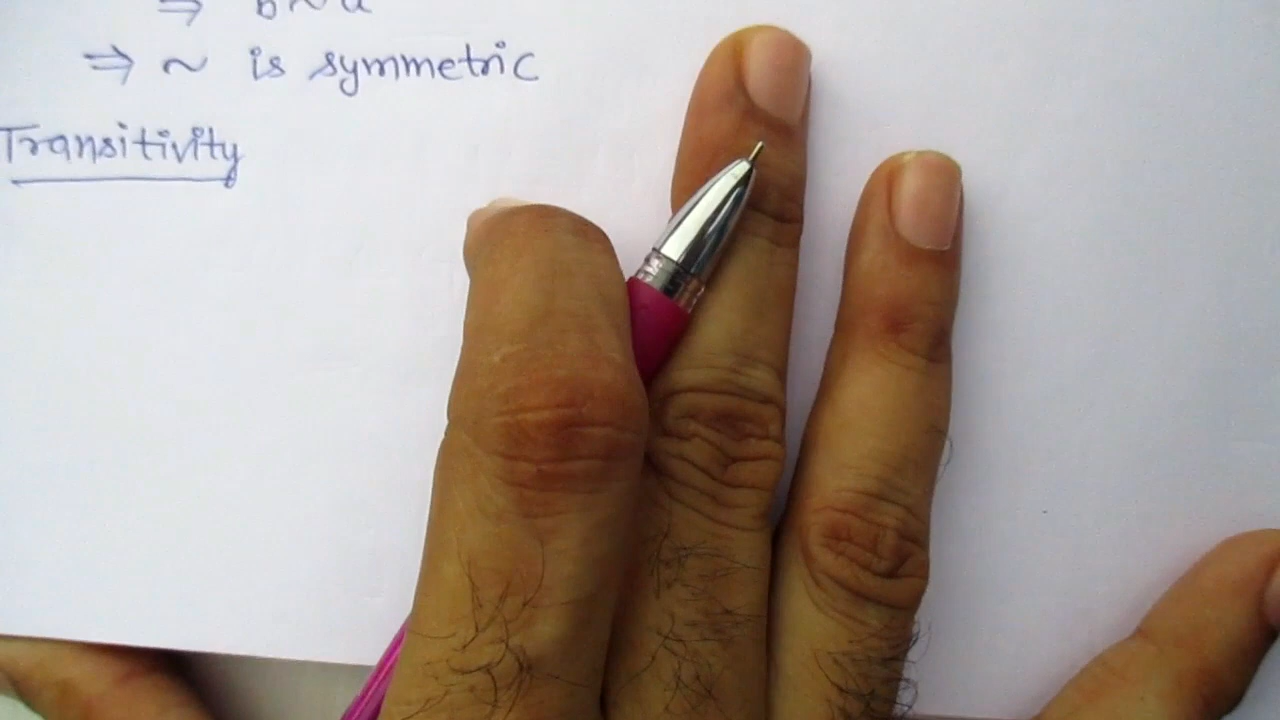 ⇒ b ~ a
⇒ ~ is symmetric
Transitivity